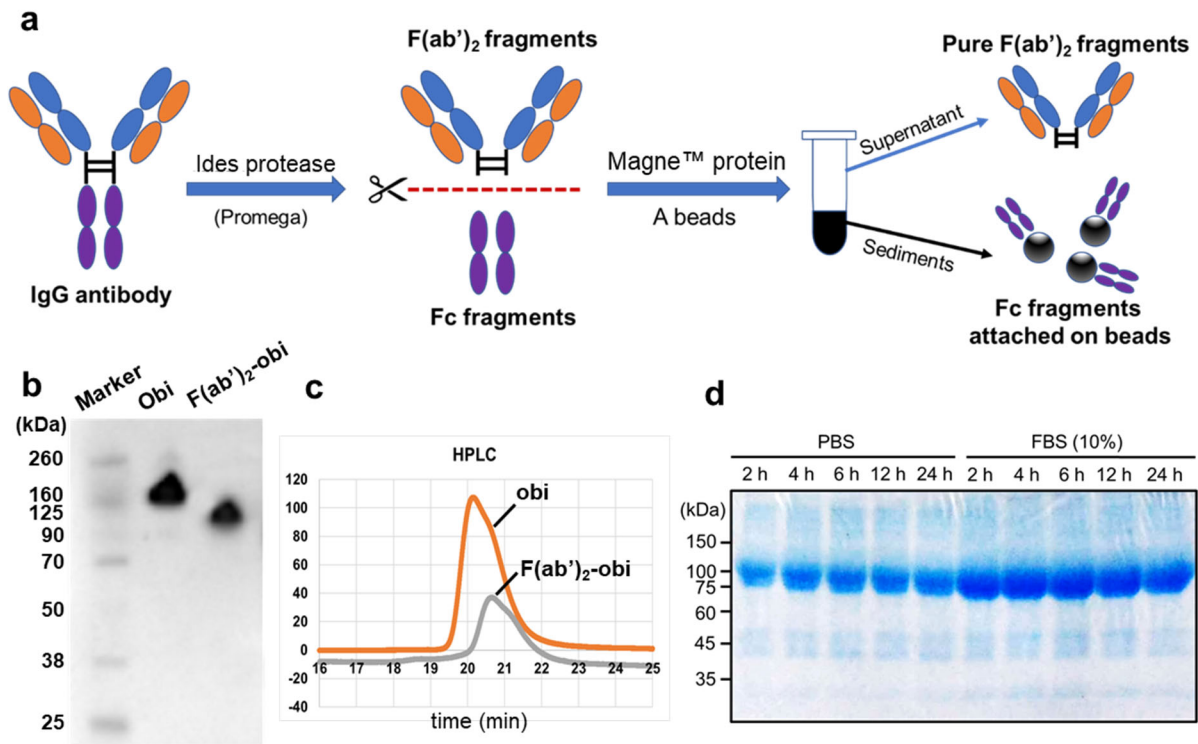 a
F(ab’)₂ fragments
Pure F(ab’)₂ fragments
Ides protease
(Promega)
Magne™ protein
A beads
Supernatant
Sediments
IgG antibody
Fc fragments
Fc fragments
attached on beads
b
Marker
Obi
F(ab’)₂-obi
(kDa)
260
160
125
90
70
50
38
25
c
HPLC
120
100
80
60
40
20
0
-20
-40
obi
F(ab’)₂-obi
16 17 18 19 20 21 22 23 24 25
time (min)
d
PBS FBS (10%)
2 h 4 h 6 h 12 h 24 h 2 h 4 h 6 h 12 h 24 h
(kDa)
150
100
75
60
45
35